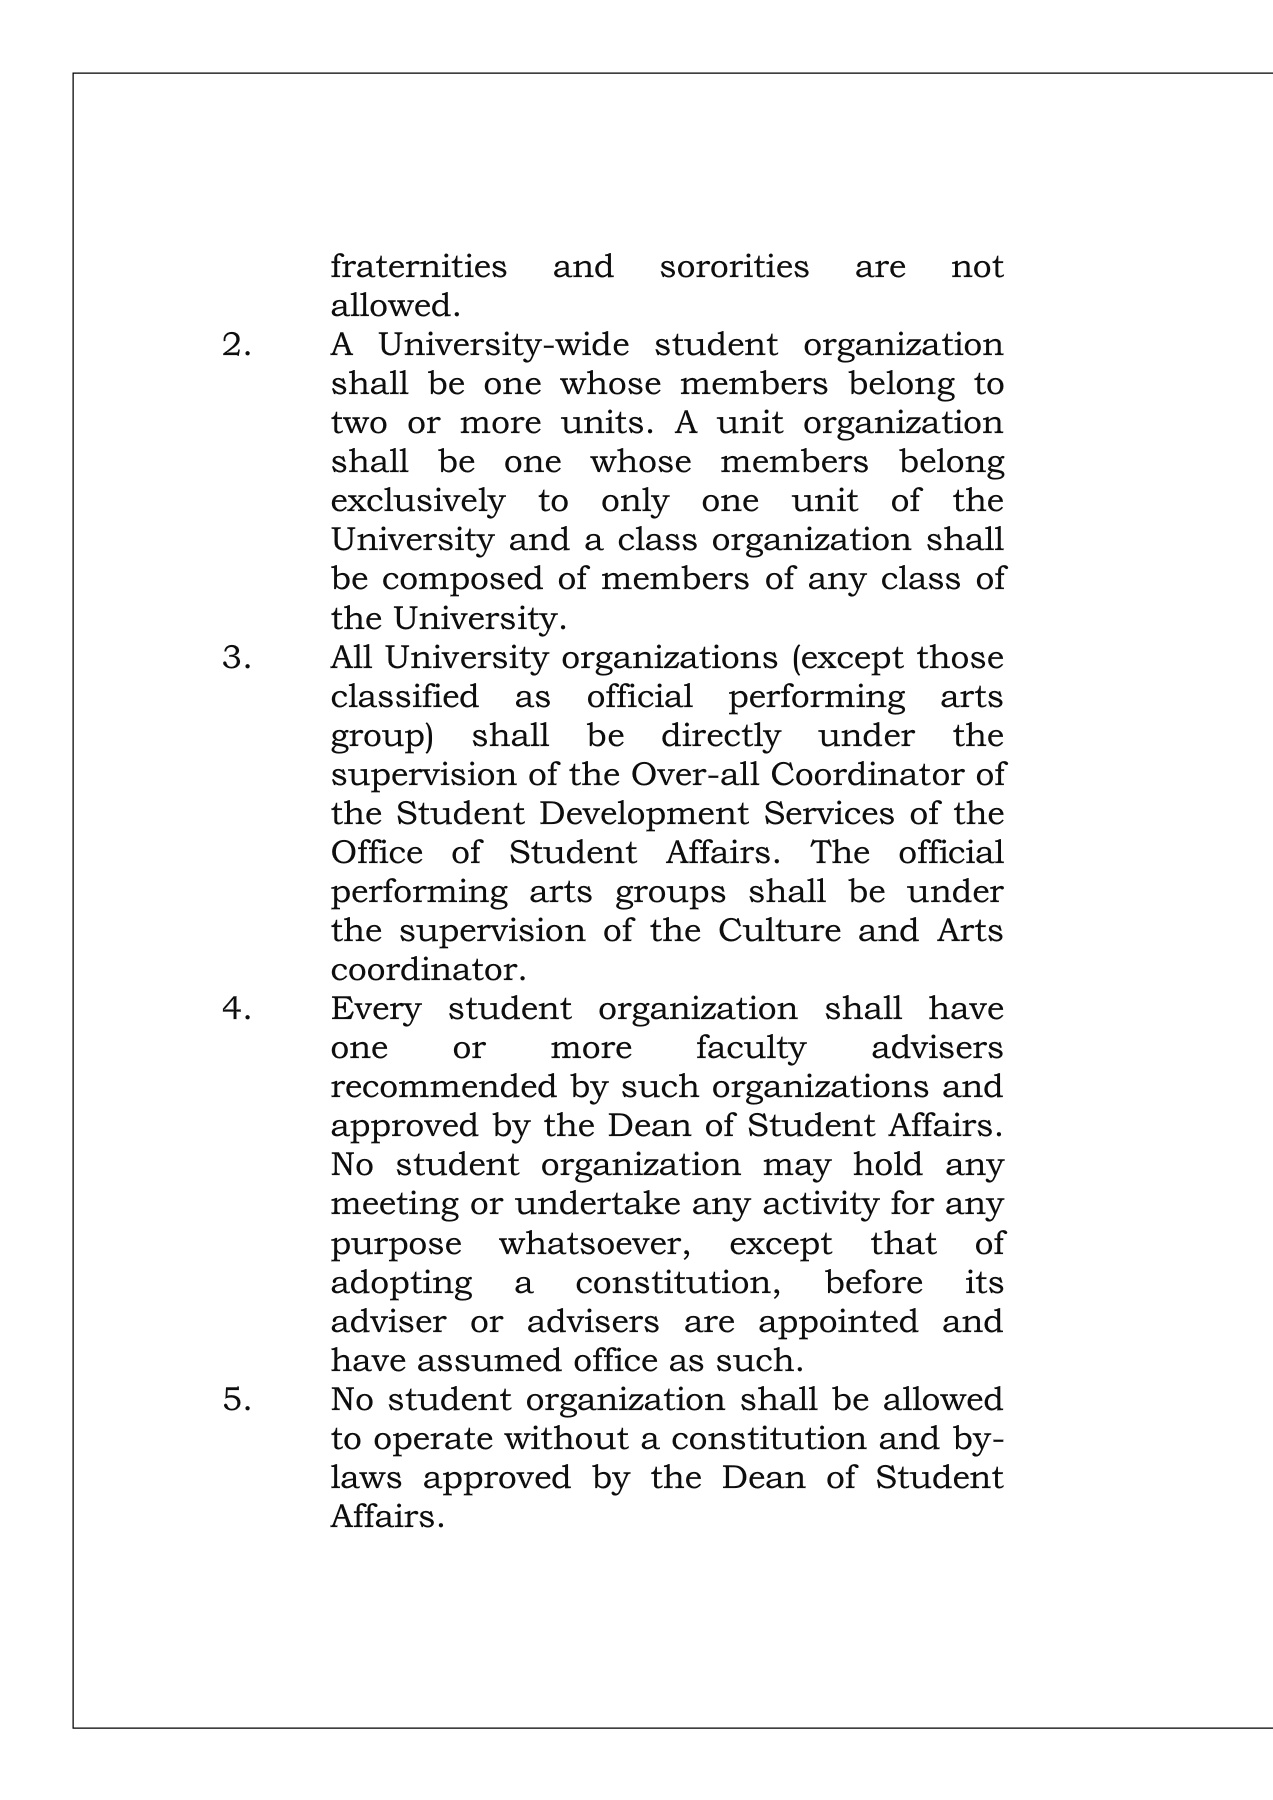 fraternities and sororities are not
allowed.
2. A University-wide student organization
shall be one whose members belong to
two or more units. A unit organization
shall be one whose members belong
exclusively to only one unit of the
University and a class organization shall
be composed of members of any class of
the University.
3. All University organizations (except those
classified as official performing arts
group) shall be directly under the
supervision of the Over-all Coordinator of
the Student Development Services of the
Office of Student Affairs. The official
performing arts groups shall be under
the supervision of the Culture and Arts
coordinator.
4. Every student organization shall have
one or more faculty advisers
recommended by such organizations and
approved by the Dean of Student Affairs.
No student organization may hold any
meeting or undertake any activity for any
purpose whatsoever, except that of
adopting a constitution, before its
adviser or advisers are appointed and
have assumed office as such.
5. No student organization shall be allowed
to operate without a constitution and by-
laws approved by the Dean of Student
Affairs.